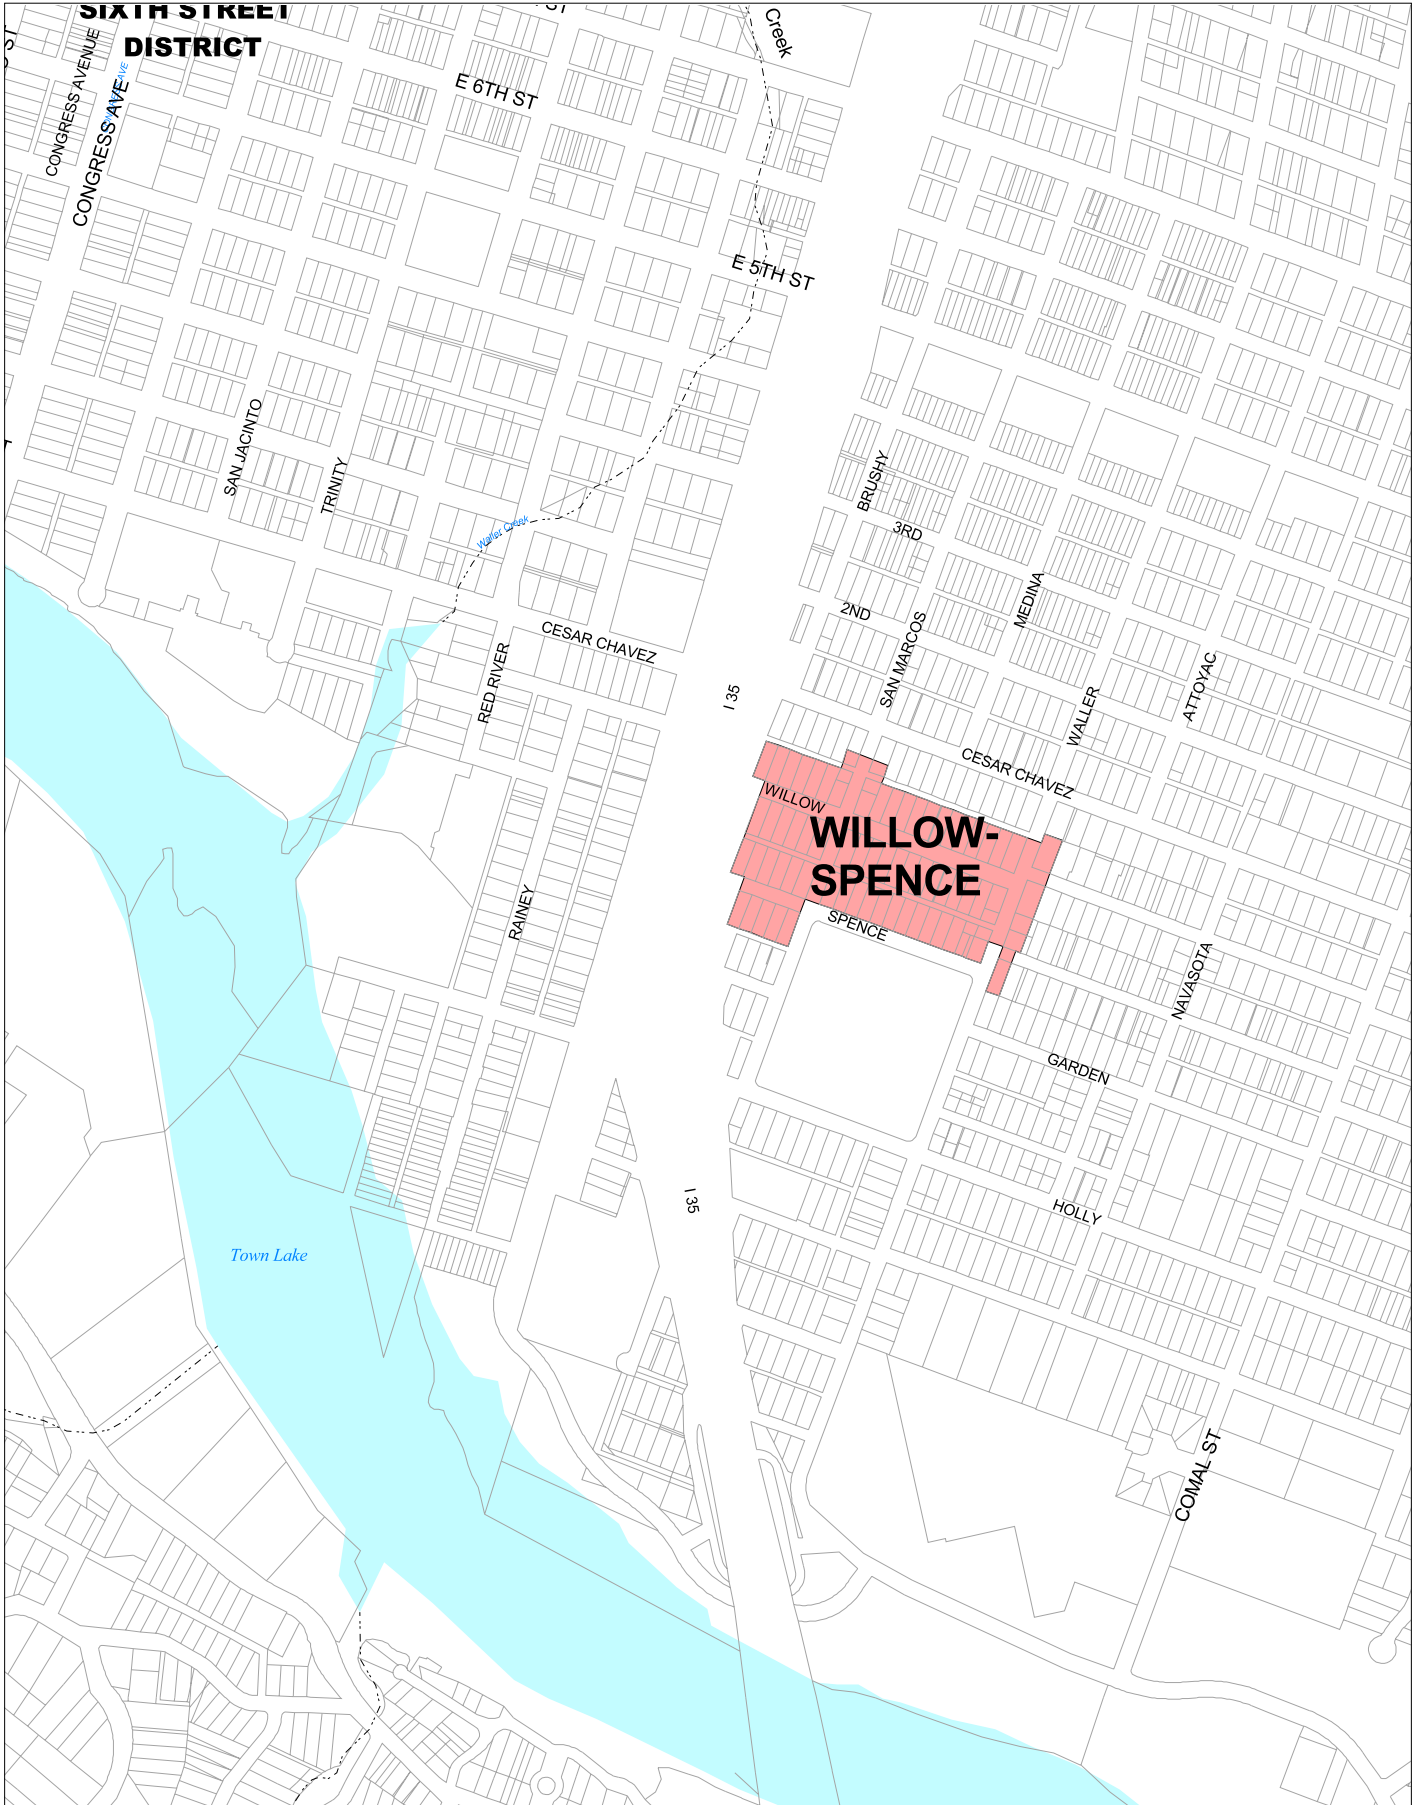 SIXTH STREET
DISTRICT
ST
Creek
CONGRESS AVENUE
CONGRESS AVE
E 6TH ST
E 5TH ST
SAN JACINTO
TRINITY
BRUSHY
Waller Creek
3RD
MEDINA
2ND
CESAR CHAVEZ
SAN MARCOS
RED RIVER
ATTOYAC
I 35
WALLER
CESAR CHAVEZ
WILLOW
WILLOW-
SPENCE
RAINEY
SPENCE
NAVASOTA
GARDEN
I 35
HOLLY
Town Lake
COMAL ST